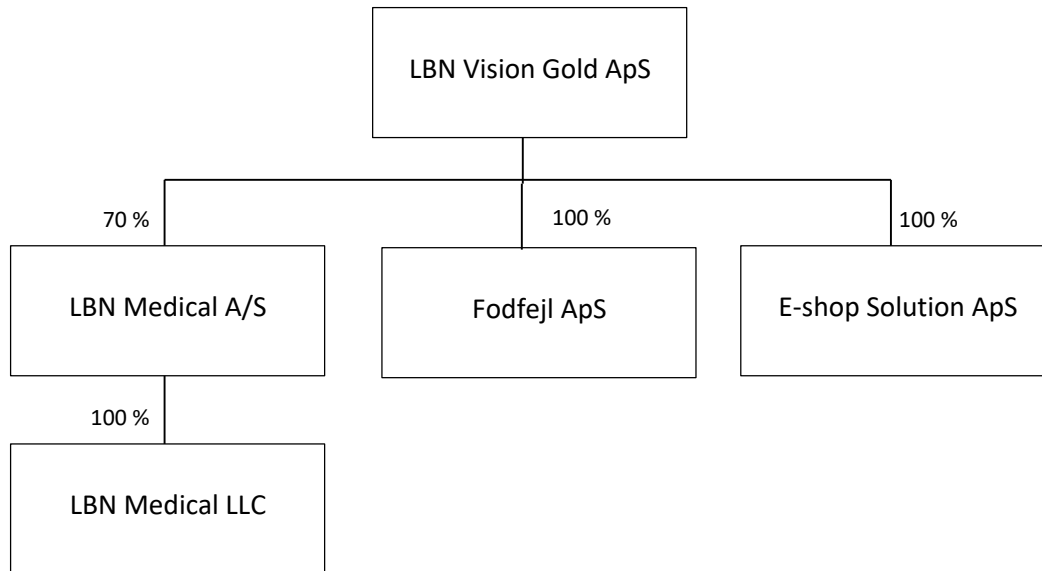 LBN Vision Gold ApS
70 %
100 %
100 %
LBN Medical A/S
Fodfejl ApS
E-shop Solution ApS
100 %
LBN Medical LLC